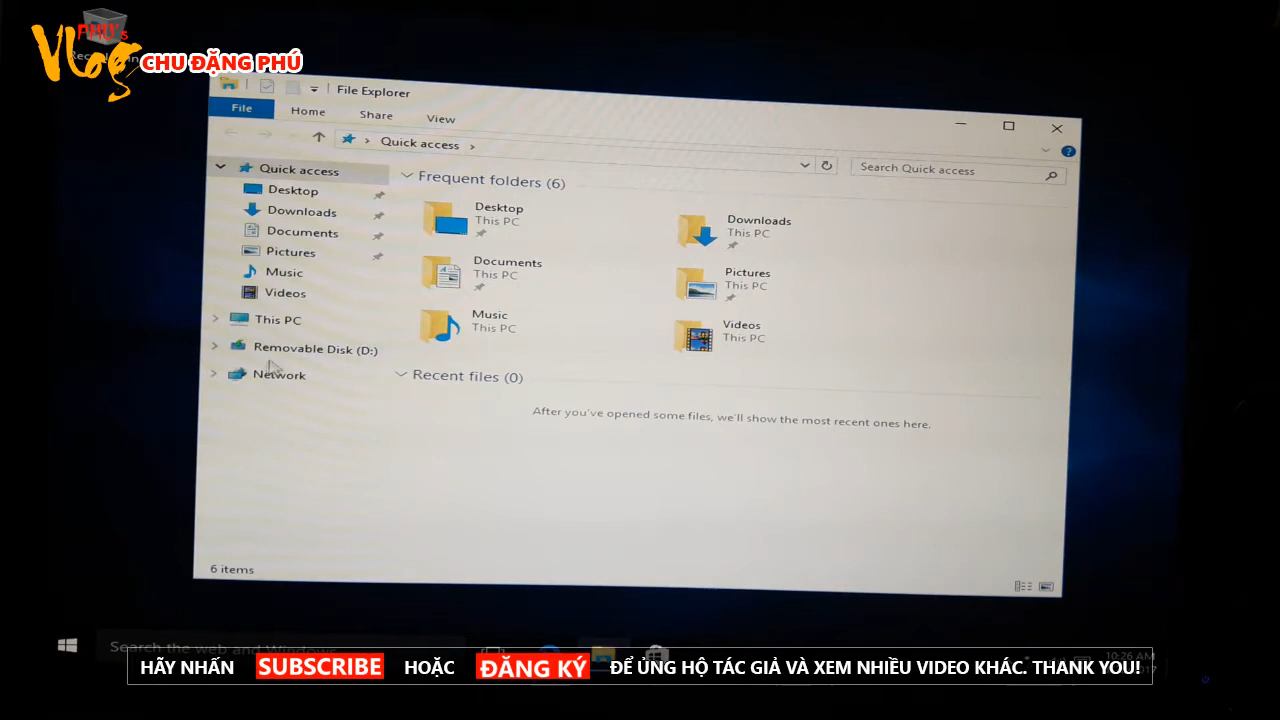 PHU's
Vlog
CHU ĐẶNG PHÚ
File Explorer
File
Home
Share
View
Quick access
Search Quick access
Quick access
Desktop
Downloads
Documents
Pictures
Music
Videos
This PC
Removable Disk (D:)
Network
Frequent folders (6)
Desktop
This PC
Downloads
This PC
Documents
This PC
Pictures
This PC
Music
This PC
Videos
This PC
Recent files (0)
After you've opened some files, we'll show the most recent ones here.
6 items
Search the web and Windows
10:26 AM
HÃY NHẤN SUBSCRIBE HOẶC ĐĂNG KÝ ĐỂ ỦNG HỘ TÁC GIẢ VÀ XEM NHIỀU VIDEO KHÁC. THANK YOU!